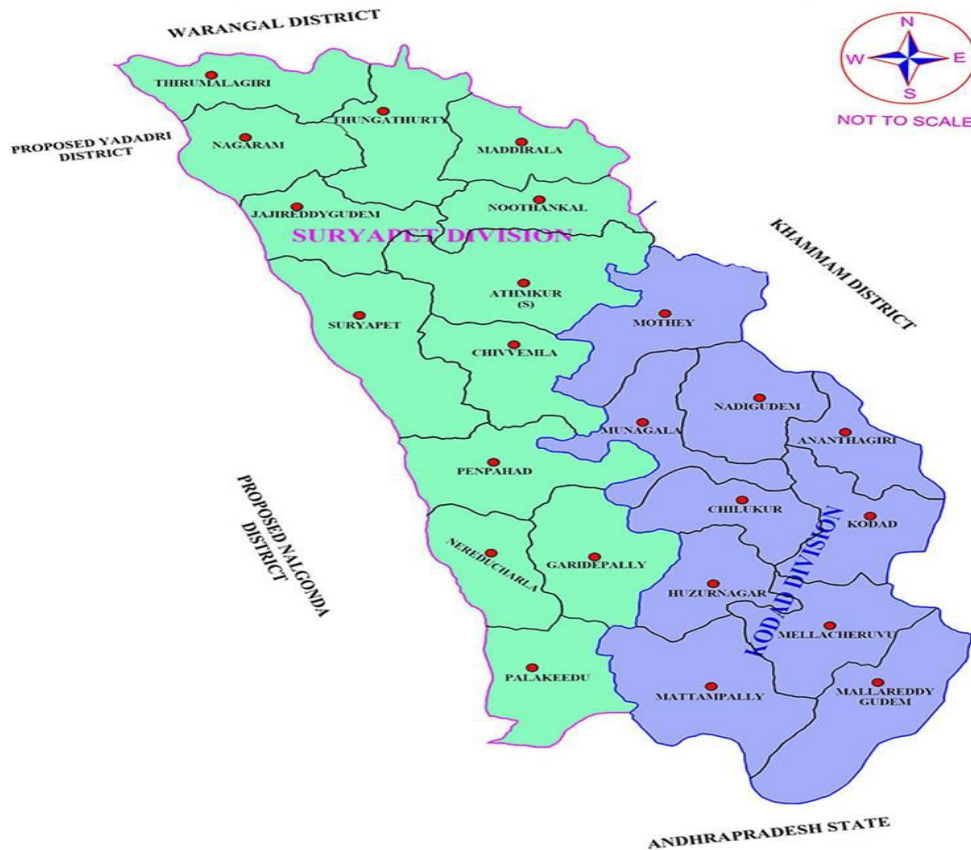 WARANGAL DISTRICT
N
W E
S
NOT TO SCALE
THIRUMALAGIRI
THUNGATHURTY
PROPOSED YADADRI
DISTRICT
NAGARAM
MADDIRALA
JAJIREDDYGUDEM
NOOTHANKAL
SURYAPET DIVISION
KHAMMAM DISTRICT
ATHMKUR
(S)
SURYAPET
MOTHEY
CHIVVEMLA
NADIGUDEM
MUNAGALA
ANANTHAGIRI
PENPAHAD
PROPOSED NALGONDA
DISTRICT
CHILUKUR
KODAD
NEREDUCHARLA
GARIDEPALLY
HUZURNAGAR
KODAD DIVISION
MELLACHERUVU
PALAKEEDU
MATTAMPALLY
MALLAREDDY
GUDEM
ANDHRAPRADESH STATE